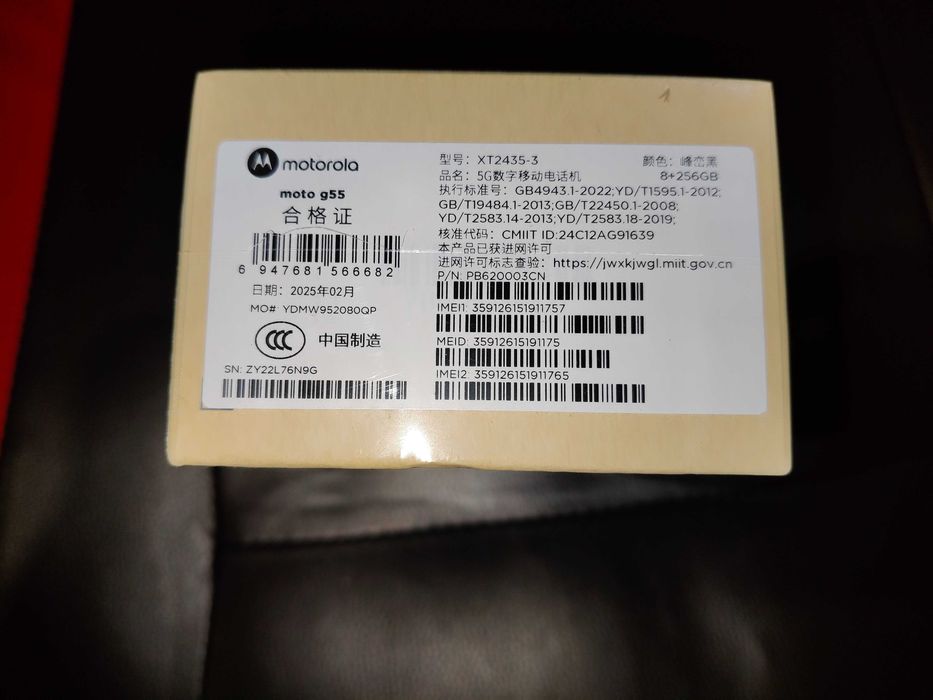 1
motorola
moto g55
合格证
6 947681 566682
日期：2025年02月
MO# YDMW952080QP
CCC 中国制造
SN: ZY22L76N9G
型号：XT2435-3 颜色：峰峦黑
品名：5G数字移动电话机 8+256GB
执行标准号：GB4943.1-2022;YD/T1595.1-2012;
GB/T19484.1-2013;GB/T22450.1-2008;
YD/T2583.14-2013;YD/T2583.18-2019;
核准代码：CMIIT ID:24C12AG91639
本产品已获进网许可
进网许可标志查验：https://jwxkjwgl.miit.gov.cn
P/N: PB620003CN
IMEI1: 359126151911757
MEID: 35912615191175
IMEI2: 359126151911765